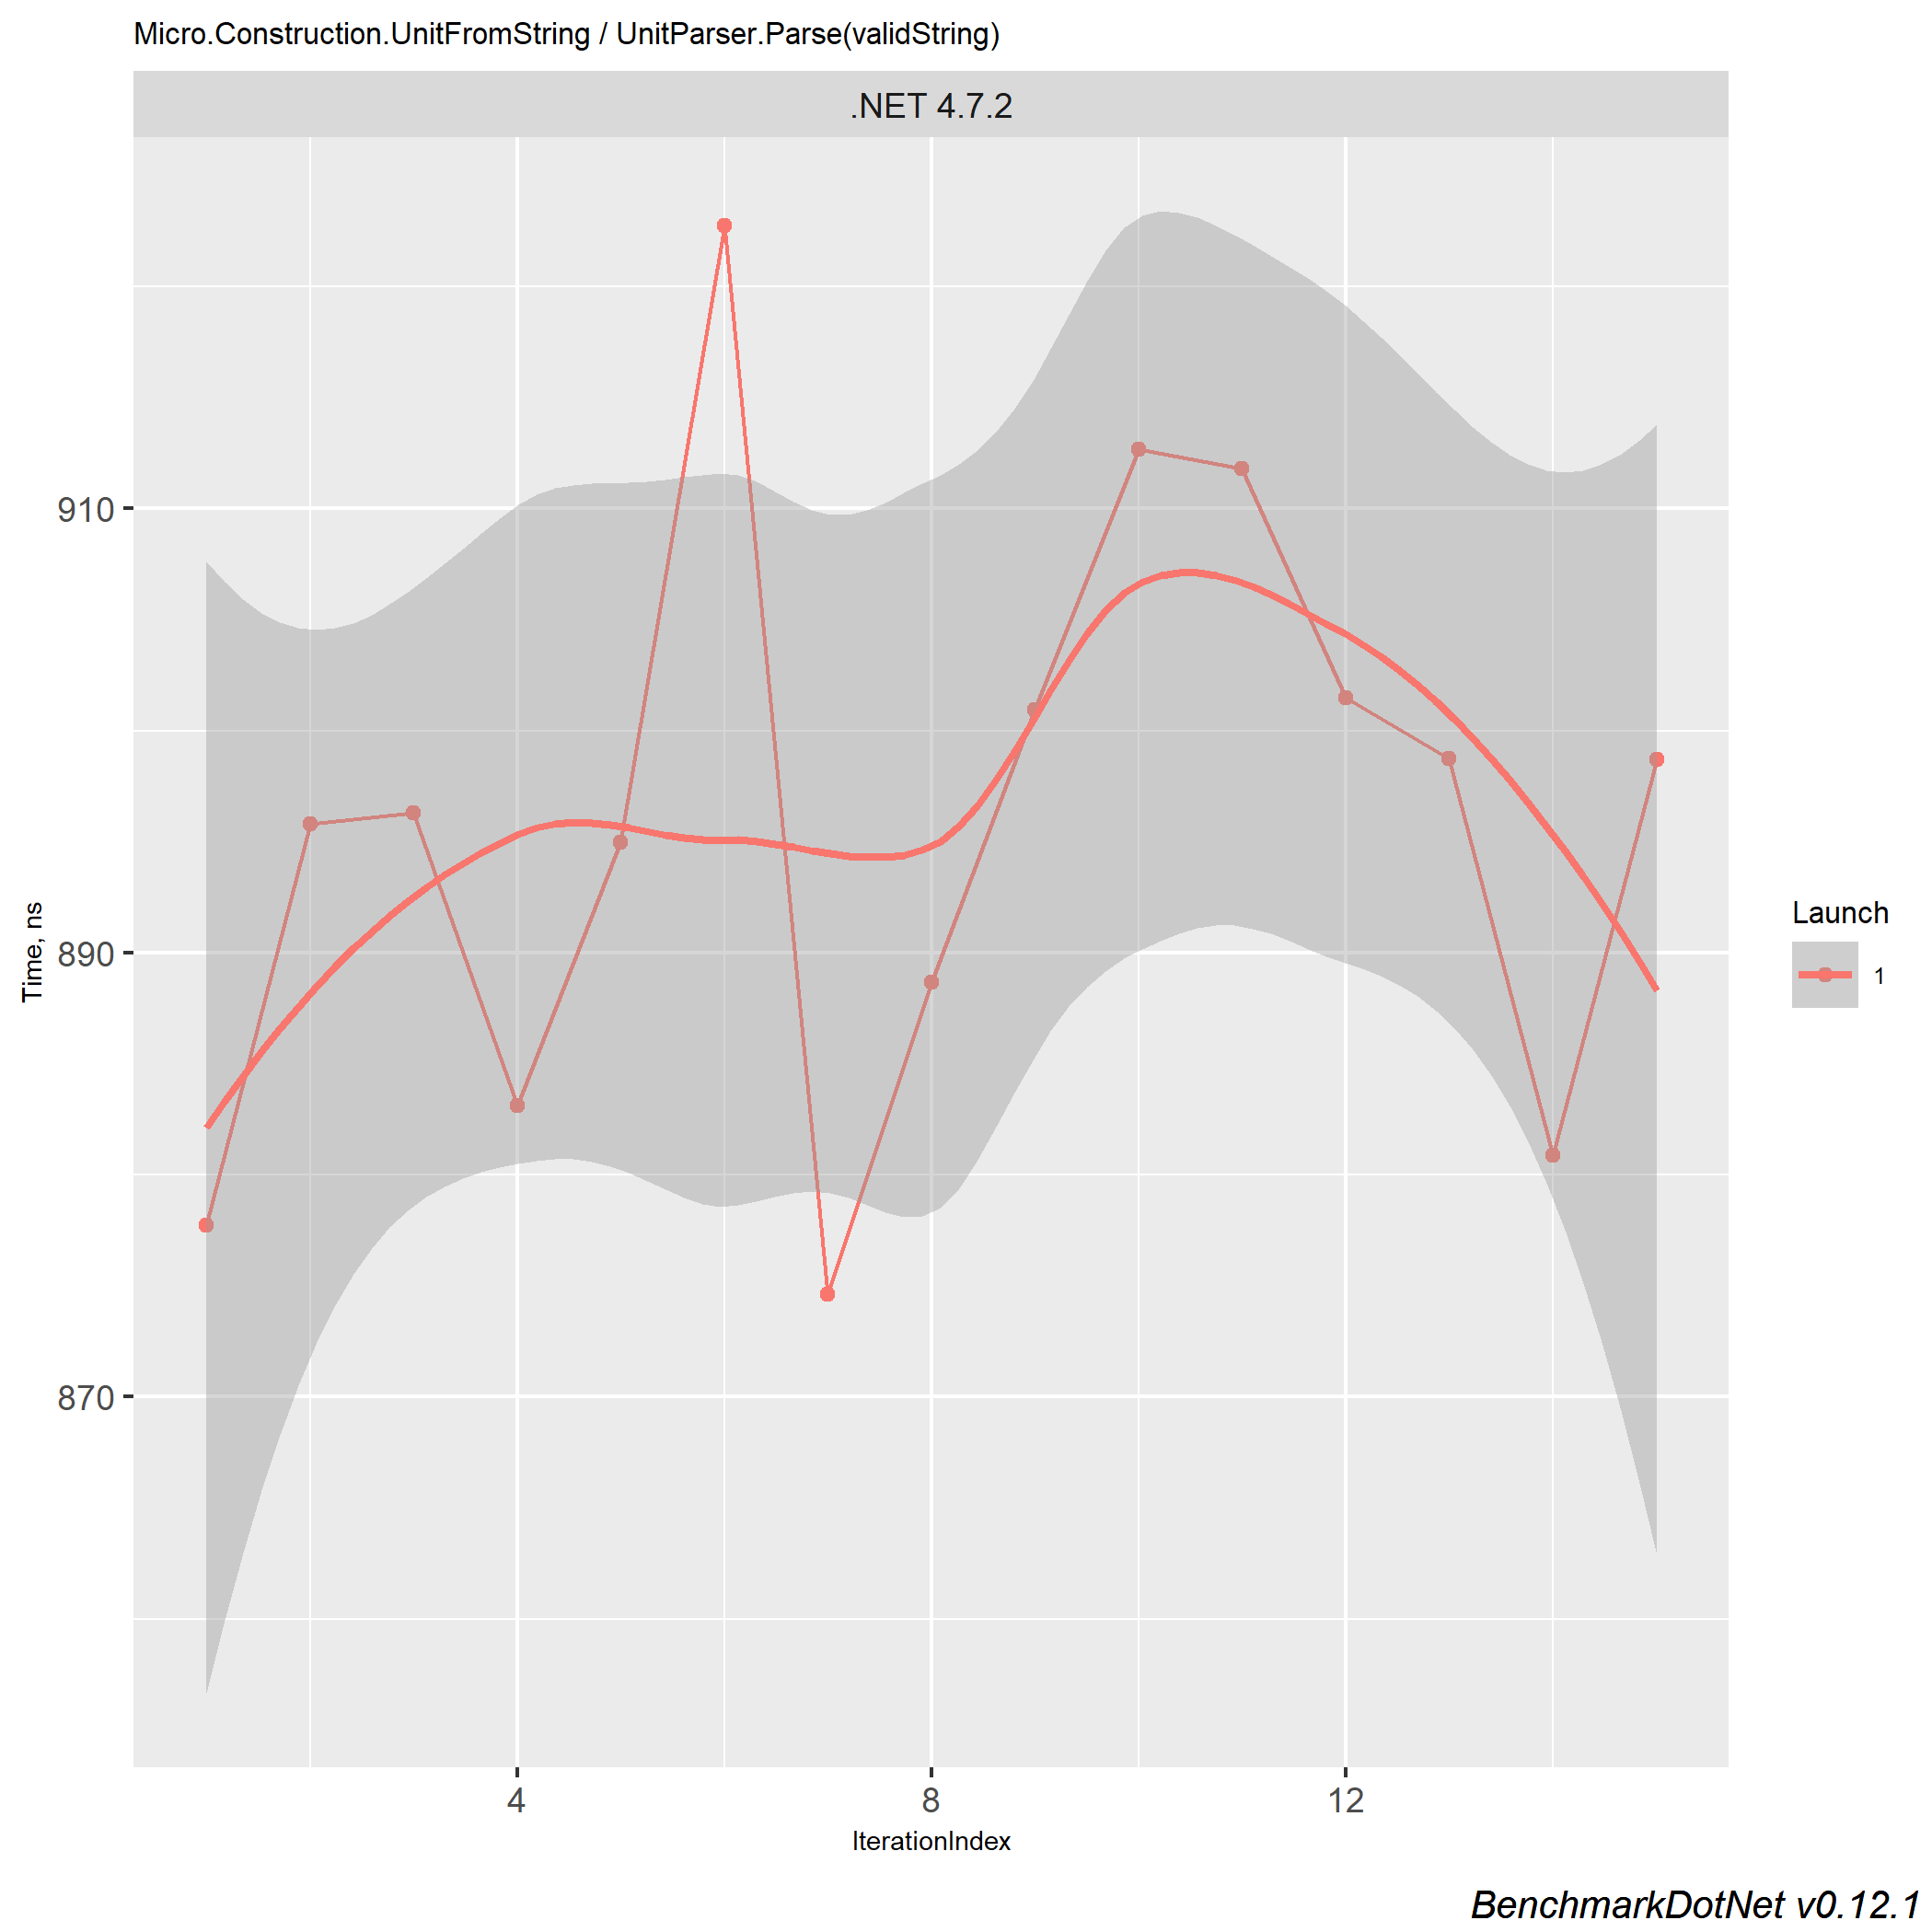 Micro.Construction.UnitFromString / UnitParser.Parse(validString)
.NET 4.7.2
910
890
870
Time, ns
4
8
12
IterationIndex
Launch
1
BenchmarkDotNet v0.12.1